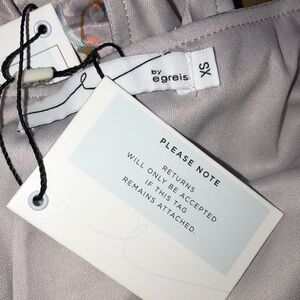 by
egreis
XS
PLEASE NOTE
RETURNS
WILL ONLY BE ACCEPTED
IF THIS TAG
REMAINS ATTACHED.